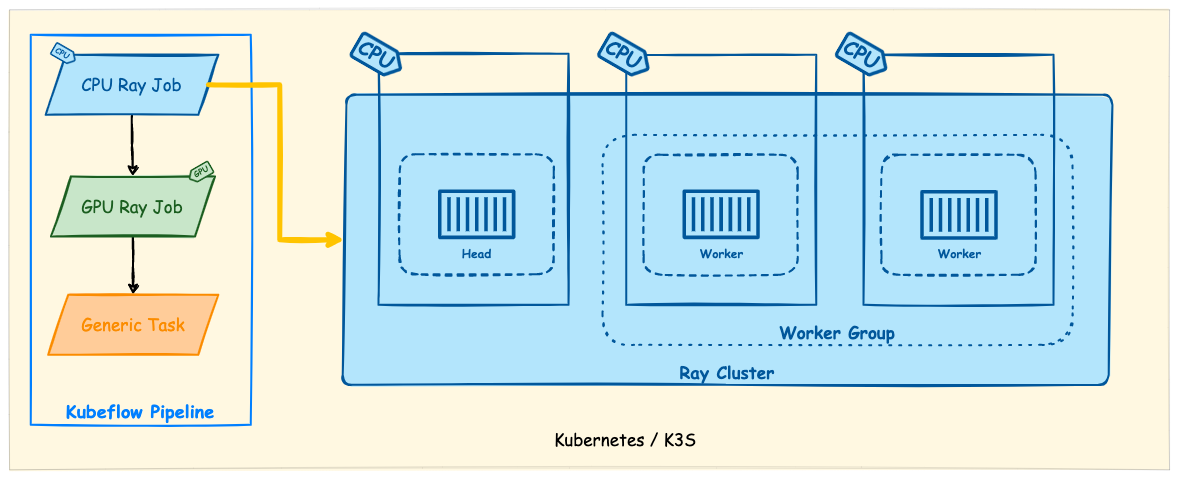 CPU
CPU Ray Job
GPU
GPU Ray Job
Generic Task
Kubeflow Pipeline
CPU
CPU
CPU
Head
Worker
Worker
Worker Group
Ray Cluster
Kubernetes / K3S